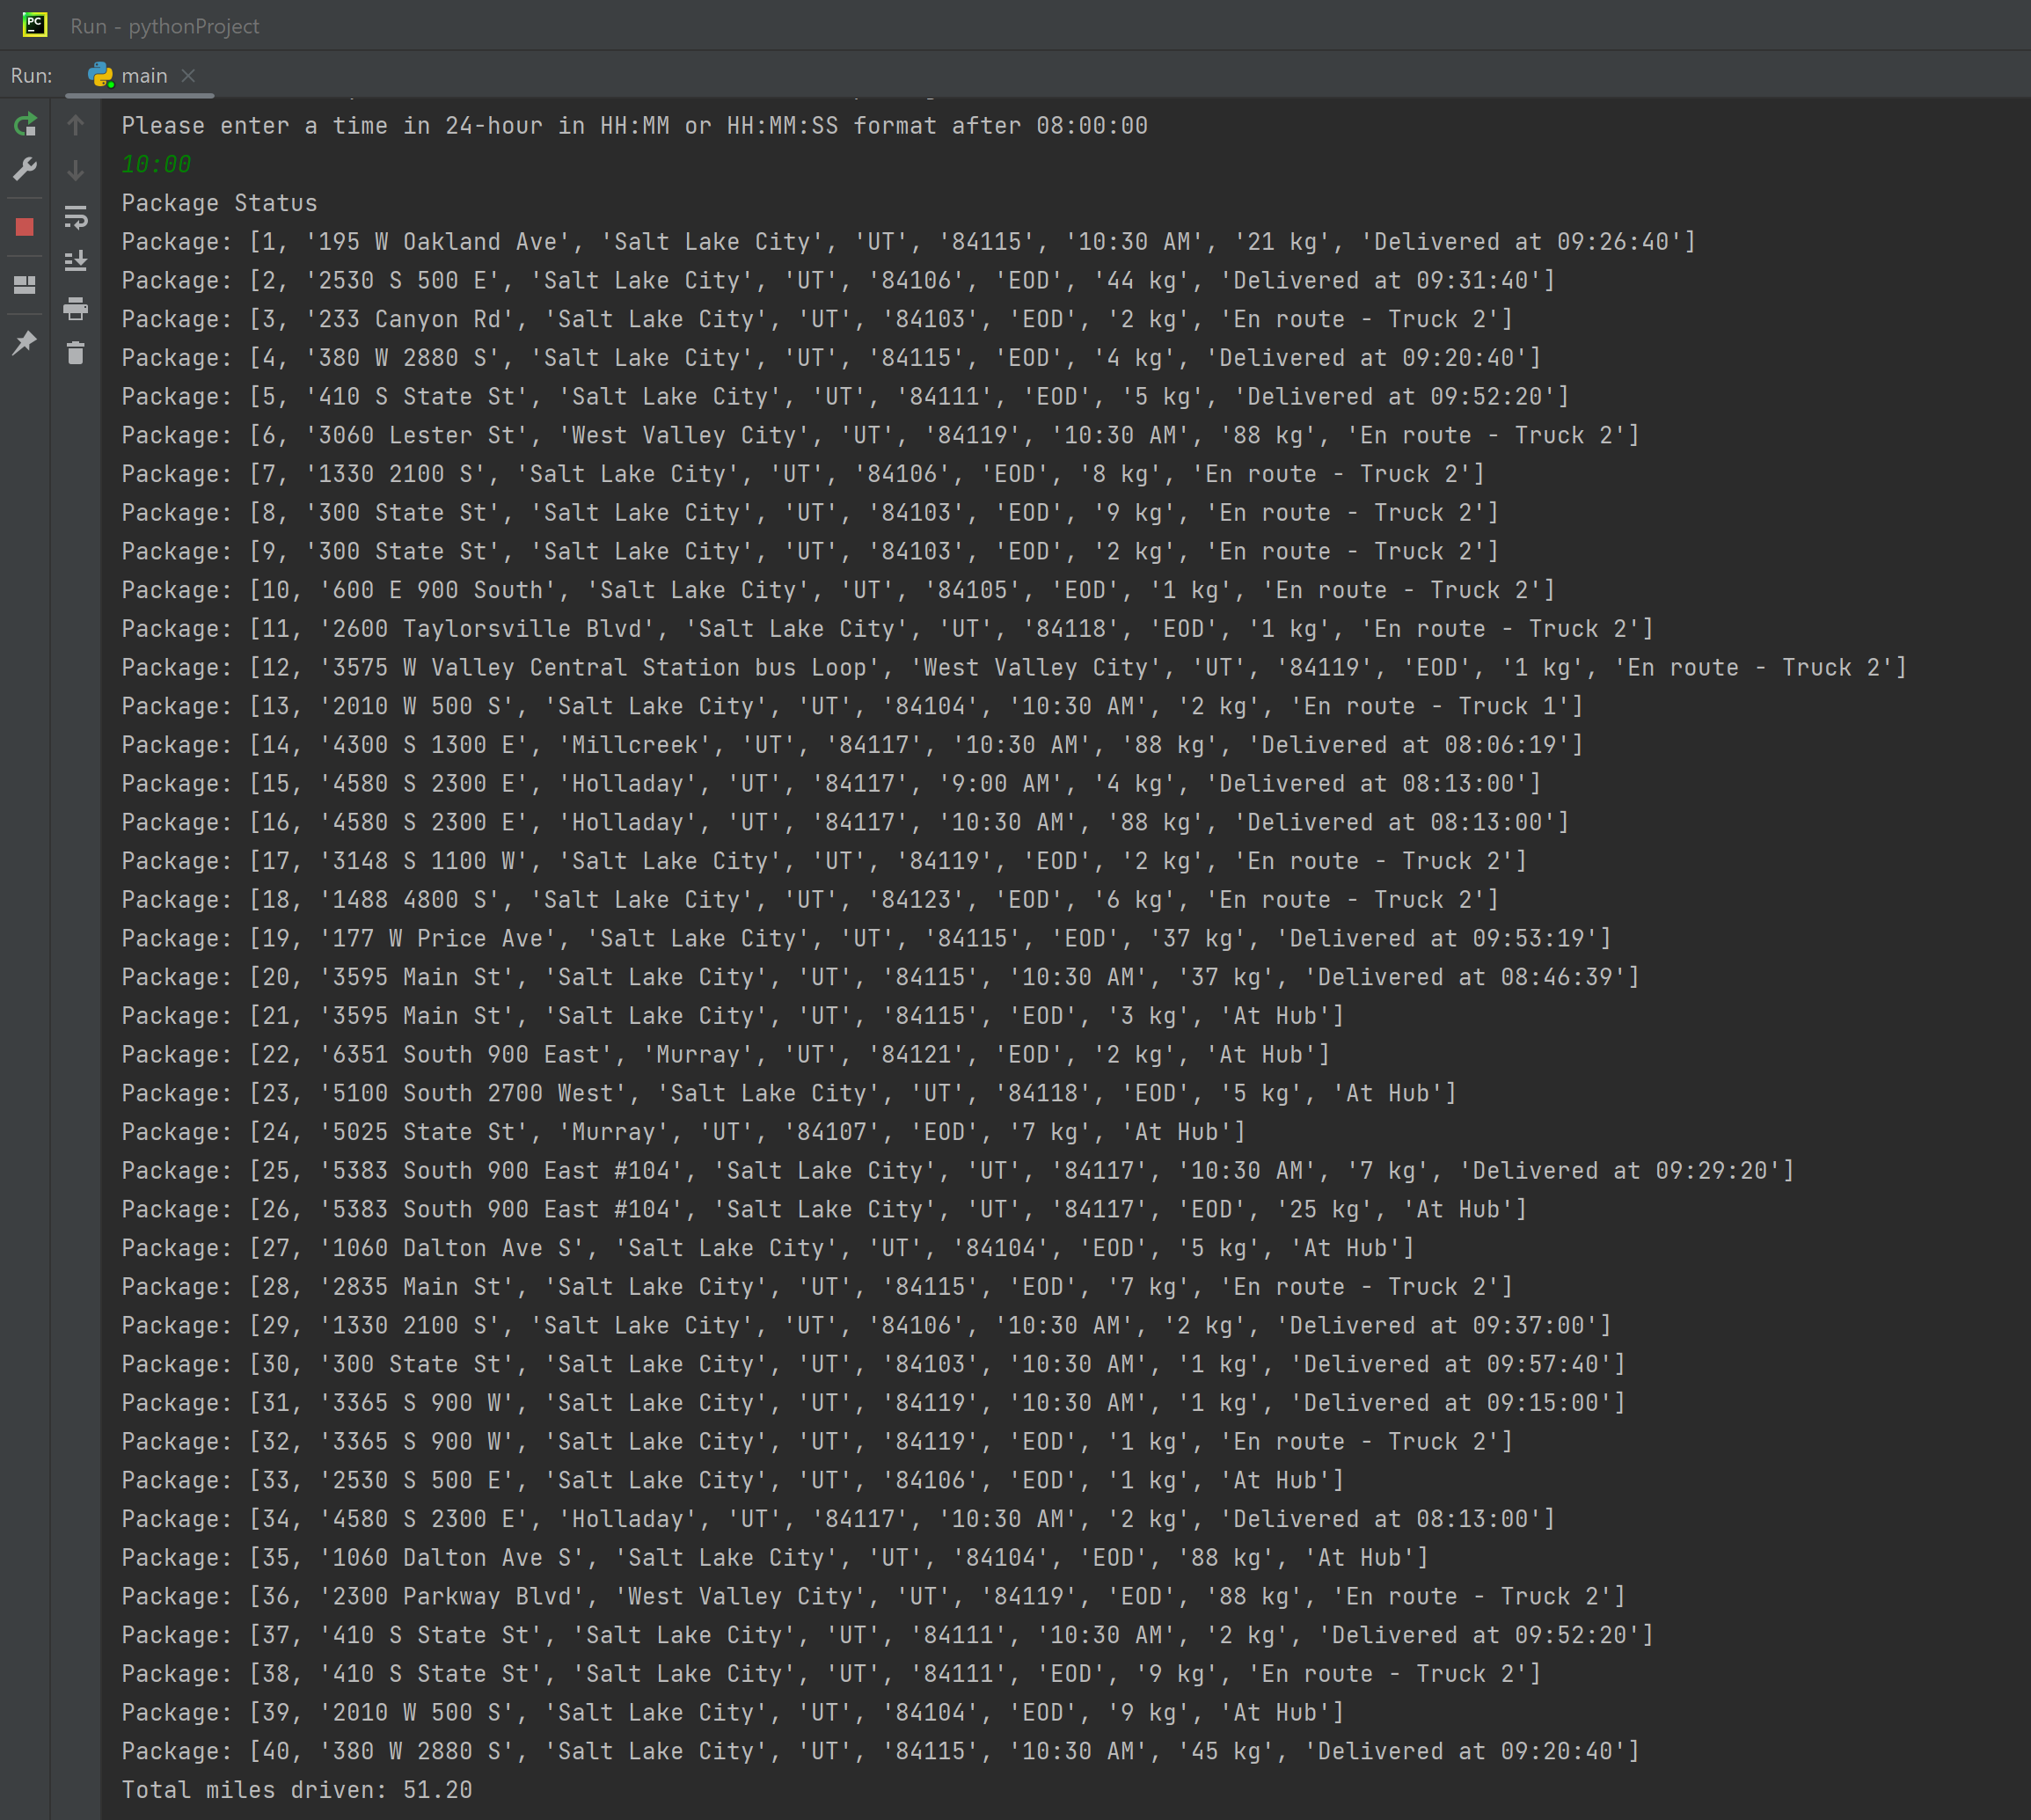 PC
Run - pythonProject
Run: main
Please enter a time in 24-hour in HH:MM or HH:MM:SS format after 08:00:00
10:00
Package Status
Package: [1, '195 W Oakland Ave', 'Salt Lake City', 'UT', '84115', '10:30 AM', '21 kg', 'Delivered at 09:26:40']
Package: [2, '2530 S 500 E', 'Salt Lake City', 'UT', '84106', 'EOD', '44 kg', 'Delivered at 09:31:40']
Package: [3, '233 Canyon Rd', 'Salt Lake City', 'UT', '84103', 'EOD', '2 kg', 'En route - Truck 2']
Package: [4, '380 W 2880 S', 'Salt Lake City', 'UT', '84115', 'EOD', '4 kg', 'Delivered at 09:20:40']
Package: [5, '410 S State St', 'Salt Lake City', 'UT', '84111', 'EOD', '5 kg', 'Delivered at 09:52:20']
Package: [6, '3060 Lester St', 'West Valley City', 'UT', '84119', '10:30 AM', '88 kg', 'En route - Truck 2']
Package: [7, '1330 2100 S', 'Salt Lake City', 'UT', '84106', 'EOD', '8 kg', 'En route - Truck 2']
Package: [8, '300 State St', 'Salt Lake City', 'UT', '84103', 'EOD', '9 kg', 'En route - Truck 2']
Package: [9, '300 State St', 'Salt Lake City', 'UT', '84103', 'EOD', '2 kg', 'En route - Truck 2']
Package: [10, '600 E 900 South', 'Salt Lake City', 'UT', '84105', 'EOD', '1 kg', 'En route - Truck 2']
Package: [11, '2600 Taylorsville Blvd', 'Salt Lake City', 'UT', '84118', 'EOD', '1 kg', 'En route - Truck 2']
Package: [12, '3575 W Valley Central Station bus Loop', 'West Valley City', 'UT', '84119', 'EOD', '1 kg', 'En route - Truck 2']
Package: [13, '2010 W 500 S', 'Salt Lake City', 'UT', '84104', '10:30 AM', '2 kg', 'En route - Truck 1']
Package: [14, '4300 S 1300 E', 'Millcreek', 'UT', '84117', '10:30 AM', '88 kg', 'Delivered at 08:06:19']
Package: [15, '4580 S 2300 E', 'Holladay', 'UT', '84117', '9:00 AM', '4 kg', 'Delivered at 08:13:00']
Package: [16, '4580 S 2300 E', 'Holladay', 'UT', '84117', '10:30 AM', '88 kg', 'Delivered at 08:13:00']
Package: [17, '3148 S 1100 W', 'Salt Lake City', 'UT', '84119', 'EOD', '2 kg', 'En route - Truck 2']
Package: [18, '1488 4800 S', 'Salt Lake City', 'UT', '84123', 'EOD', '6 kg', 'En route - Truck 2']
Package: [19, '177 W Price Ave', 'Salt Lake City', 'UT', '84115', 'EOD', '37 kg', 'Delivered at 09:53:19']
Package: [20, '3595 Main St', 'Salt Lake City', 'UT', '84115', '10:30 AM', '37 kg', 'Delivered at 08:46:39']
Package: [21, '3595 Main St', 'Salt Lake City', 'UT', '84115', 'EOD', '3 kg', 'At Hub']
Package: [22, '6351 South 900 East', 'Murray', 'UT', '84121', 'EOD', '2 kg', 'At Hub']
Package: [23, '5100 South 2700 West', 'Salt Lake City', 'UT', '84118', 'EOD', '5 kg', 'At Hub']
Package: [24, '5025 State St', 'Murray', 'UT', '84107', 'EOD', '7 kg', 'At Hub']
Package: [25, '5383 South 900 East #104', 'Salt Lake City', 'UT', '84117', '10:30 AM', '7 kg', 'Delivered at 09:29:20']
Package: [26, '5383 South 900 East #104', 'Salt Lake City', 'UT', '84117', 'EOD', '25 kg', 'At Hub']
Package: [27, '1060 Dalton Ave S', 'Salt Lake City', 'UT', '84104', 'EOD', '5 kg', 'At Hub']
Package: [28, '2835 Main St', 'Salt Lake City', 'UT', '84115', 'EOD', '7 kg', 'En route - Truck 2']
Package: [29, '1330 2100 S', 'Salt Lake City', 'UT', '84106', '10:30 AM', '2 kg', 'Delivered at 09:37:00']
Package: [30, '300 State St', 'Salt Lake City', 'UT', '84103', '10:30 AM', '1 kg', 'Delivered at 09:57:40']
Package: [31, '3365 S 900 W', 'Salt Lake City', 'UT', '84119', '10:30 AM', '1 kg', 'Delivered at 09:15:00']
Package: [32, '3365 S 900 W', 'Salt Lake City', 'UT', '84119', 'EOD', '1 kg', 'En route - Truck 2']
Package: [33, '2530 S 500 E', 'Salt Lake City', 'UT', '84106', 'EOD', '1 kg', 'At Hub']
Package: [34, '4580 S 2300 E', 'Holladay', 'UT', '84117', '10:30 AM', '2 kg', 'Delivered at 08:13:00']
Package: [35, '1060 Dalton Ave S', 'Salt Lake City', 'UT', '84104', 'EOD', '88 kg', 'At Hub']
Package: [36, '2300 Parkway Blvd', 'West Valley City', 'UT', '84119', 'EOD', '88 kg', 'En route - Truck 2']
Package: [37, '410 S State St', 'Salt Lake City', 'UT', '84111', '10:30 AM', '2 kg', 'Delivered at 09:52:20']
Package: [38, '410 S State St', 'Salt Lake City', 'UT', '84111', 'EOD', '9 kg', 'En route - Truck 2']
Package: [39, '2010 W 500 S', 'Salt Lake City', 'UT', '84104', 'EOD', '9 kg', 'At Hub']
Package: [40, '380 W 2880 S', 'Salt Lake City', 'UT', '84115', '10:30 AM', '45 kg', 'Delivered at 09:20:40']
Total miles driven: 51.20